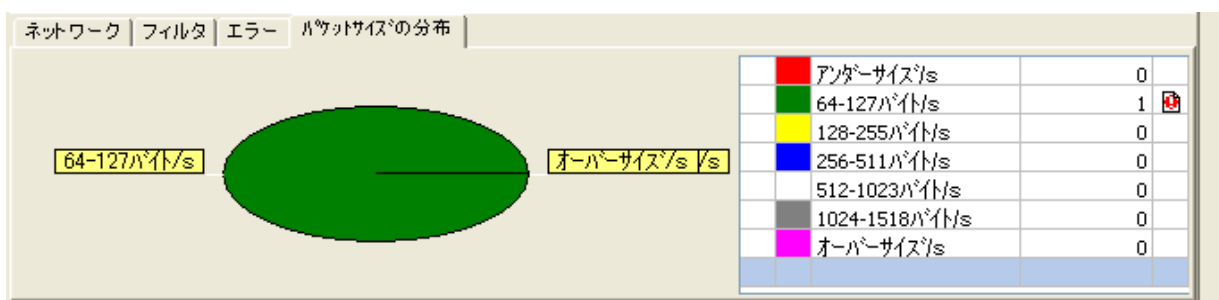 ネットワーク フィルタ エラー パケットサイズの分布
アンダーサイズ/s 0
64-127バイト/s 1
128-255バイト/s 0
256-511バイト/s 0
512-1023バイト/s 0
1024-1518バイト/s 0
オーバーサイズ/s 0
64-127バイト/s
オーバーサイズ/s /s